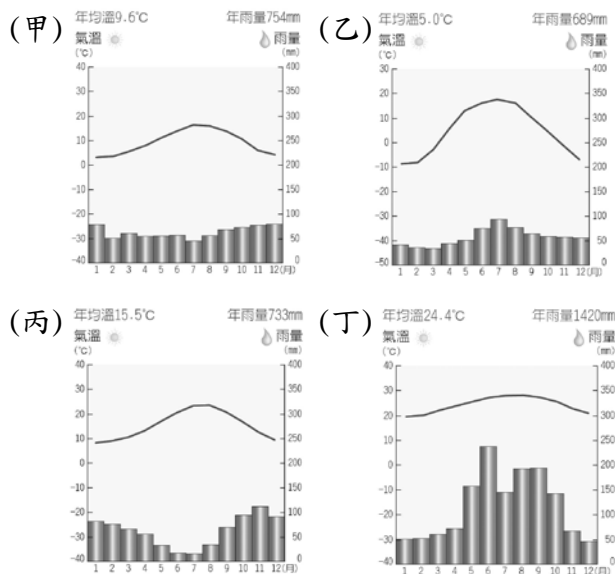 (甲)
年均溫9.6℃ 年雨量754mm
氣溫 雨量
(℃) (mm)
40 400
30 350
20 300
10 250
0 200
-10 150
-20 100
-30 50
-40 0
1 2 3 4 5 6 7 8 9 10 11 12(月)
(乙)
年均溫5.0℃ 年雨量689mm
氣溫 雨量
(℃) (mm)
30 400
20 350
10 300
0 250
-10 200
-20 150
-30 100
-40 50
-50 0
1 2 3 4 5 6 7 8 9 10 11 12(月)
(丙)
年均溫15.5℃ 年雨量733mm
氣溫 雨量
(℃) (mm)
40 400
30 350
20 300
10 250
0 200
-10 150
-20 100
-30 50
-40 0
1 2 3 4 5 6 7 8 9 10 11 12(月)
(丁)
年均溫24.4℃ 年雨量1420mm
氣溫 雨量
(℃) (mm)
40 400
30 350
20 300
10 250
0 200
-10 150
-20 100
-30 50
-40 0
1 2 3 4 5 6 7 8 9 10 11 12(月)